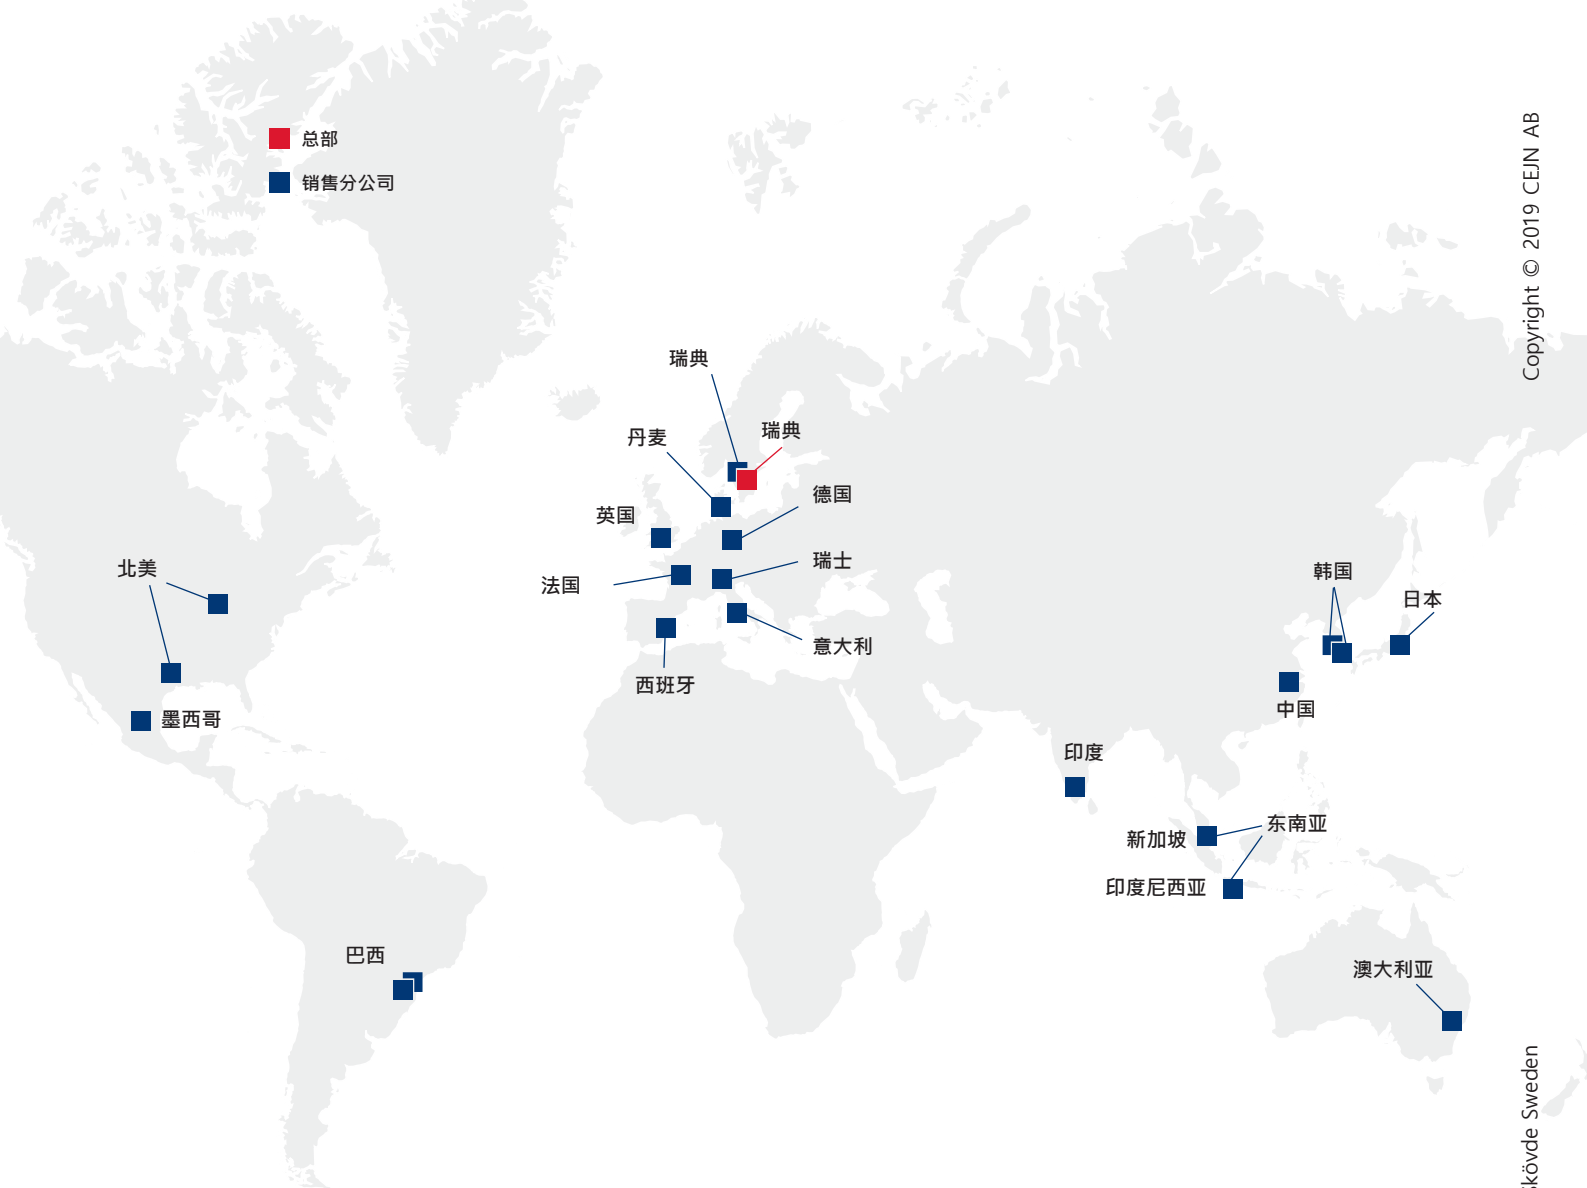 总部
销售分公司
瑞典
瑞典
丹麦
德国
英国
瑞士
法国
意大利
西班牙
北美
墨西哥
巴西
韩国
日本
中国
印度
东南亚
新加坡
印度尼西亚
澳大利亚
Copyright © 2019 CEJN AB
Skövde Sweden